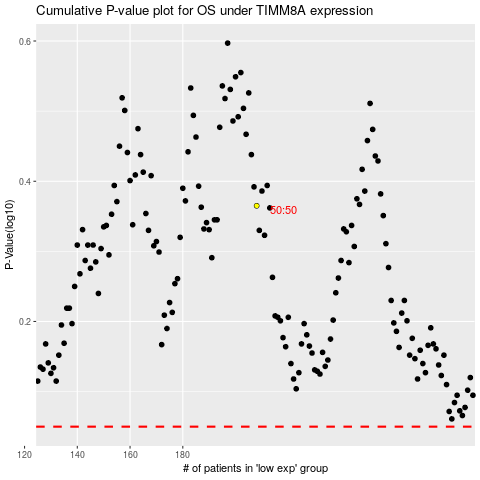 Cumulative P-value plot for OS under TIMM8A expression
P-Value(log10)
0.6
0.4
0.2
50:50
120 140 160 180
# of patients in 'low exp' group